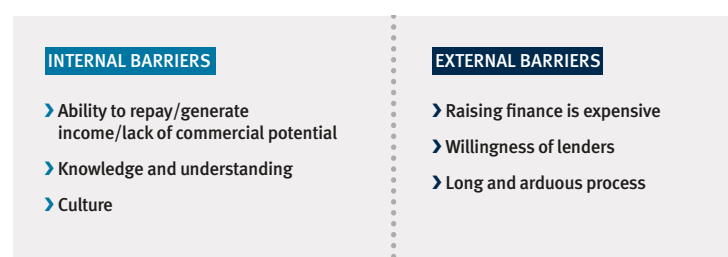 INTERNAL BARRIERS
Ability to repay/generate
income/lack of commercial potential
Knowledge and understanding
Culture
EXTERNAL BARRIERS
Raising finance is expensive
Willingness of lenders
Long and arduous process